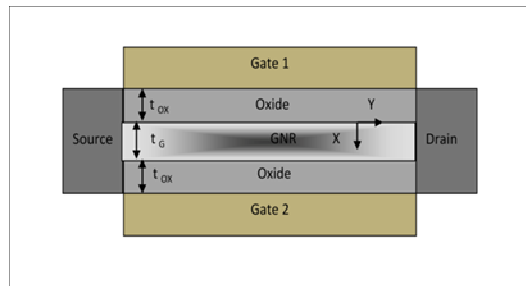 Gate 1
t OX
Oxide
Y
Source
t G
GNR
X
Drain
t OX
Oxide
Gate 2